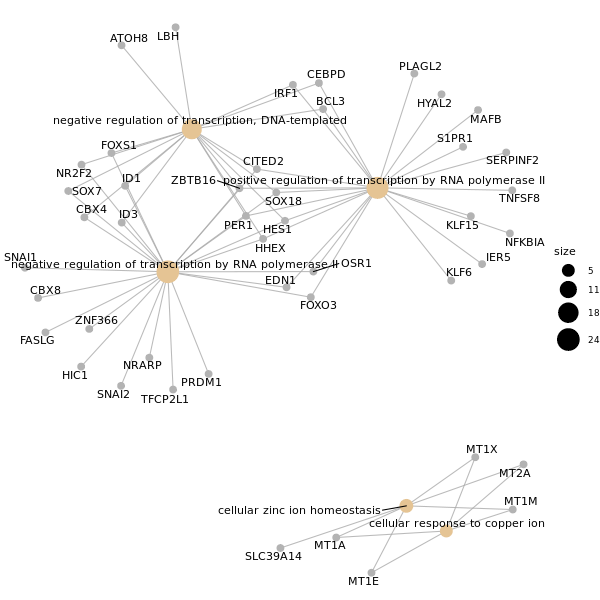 LBH
ATOH8
PLAGL2
CEBPD
IRF1
BCL3
HYAL2
MAFB
negative regulation of transcription, DNA-templated
S1PR1
FOXS1
CITED2
SERPINF2
NR2F2
ID1
ZBTB16
positive regulation of transcription by RNA polymerase II
SOX7
SOX18
TNFSF8
CBX4
ID3
PER1
HES1
KLF15
HHEX
NFKBIA
SNAI1
negative regulation of transcription by RNA polymerase II
OSR1
IER5
size
KLF6
5
EDN1
CBX8
11
FOXO3
ZNF366
18
FASLG
24
NRARP
HIC1
PRDM1
SNAI2
TFCP2L1
MT1X
MT2A
MT1M
cellular zinc ion homeostasis
cellular response to copper ion
MT1A
SLC39A14
MT1E